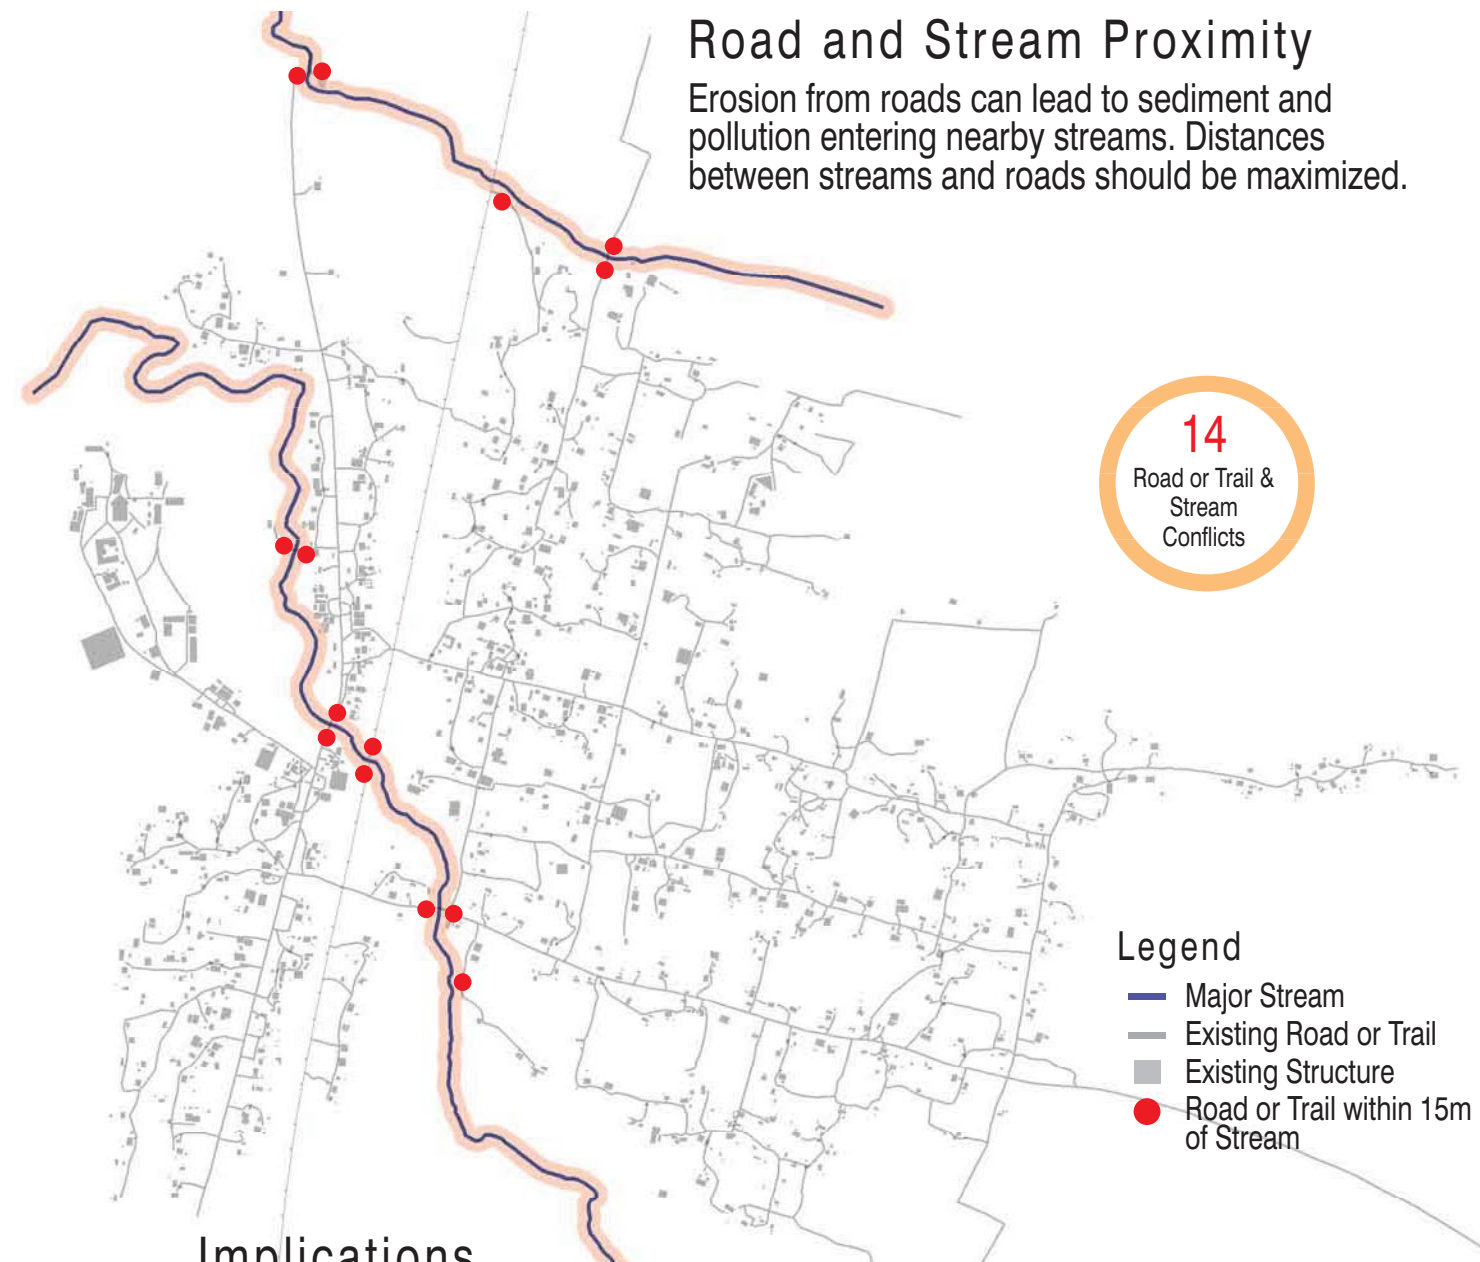 Road and Stream Proximity
Erosion from roads can lead to sediment and
pollution entering nearby streams. Distances
between streams and roads should be maximized.
14
Road or Trail &
Stream
Conflicts
Legend
Major Stream
Existing Road or Trail
Existing Structure
Road or Trail within 15m
of Stream
Implications